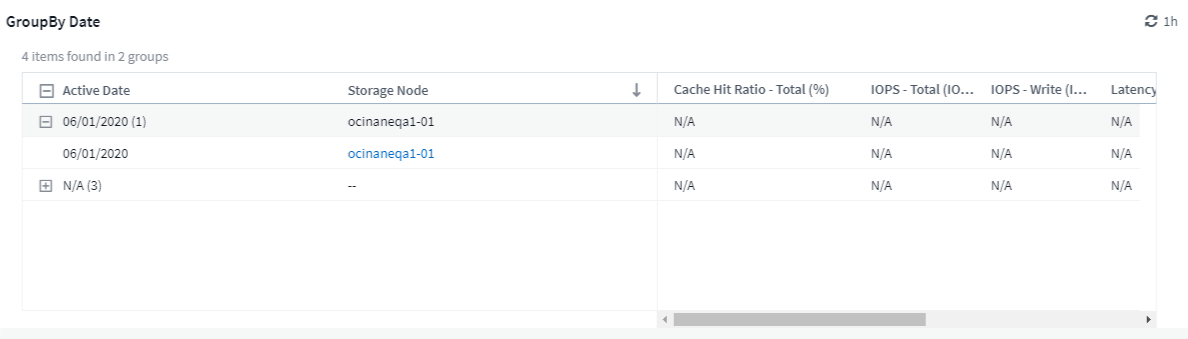 GroupBy Date 1h
4 items found in 2 groups
Active Date Storage Node Cache Hit Ratio - Total (%) IOPS - Total (IO... IOPS - Write (I... Latency
06/01/2020 (1) ocinaneqa1-01 N/A N/A N/A N/A
06/01/2020 ocinaneqa1-01 N/A N/A N/A N/A
N/A (3) -- N/A N/A N/A N/A